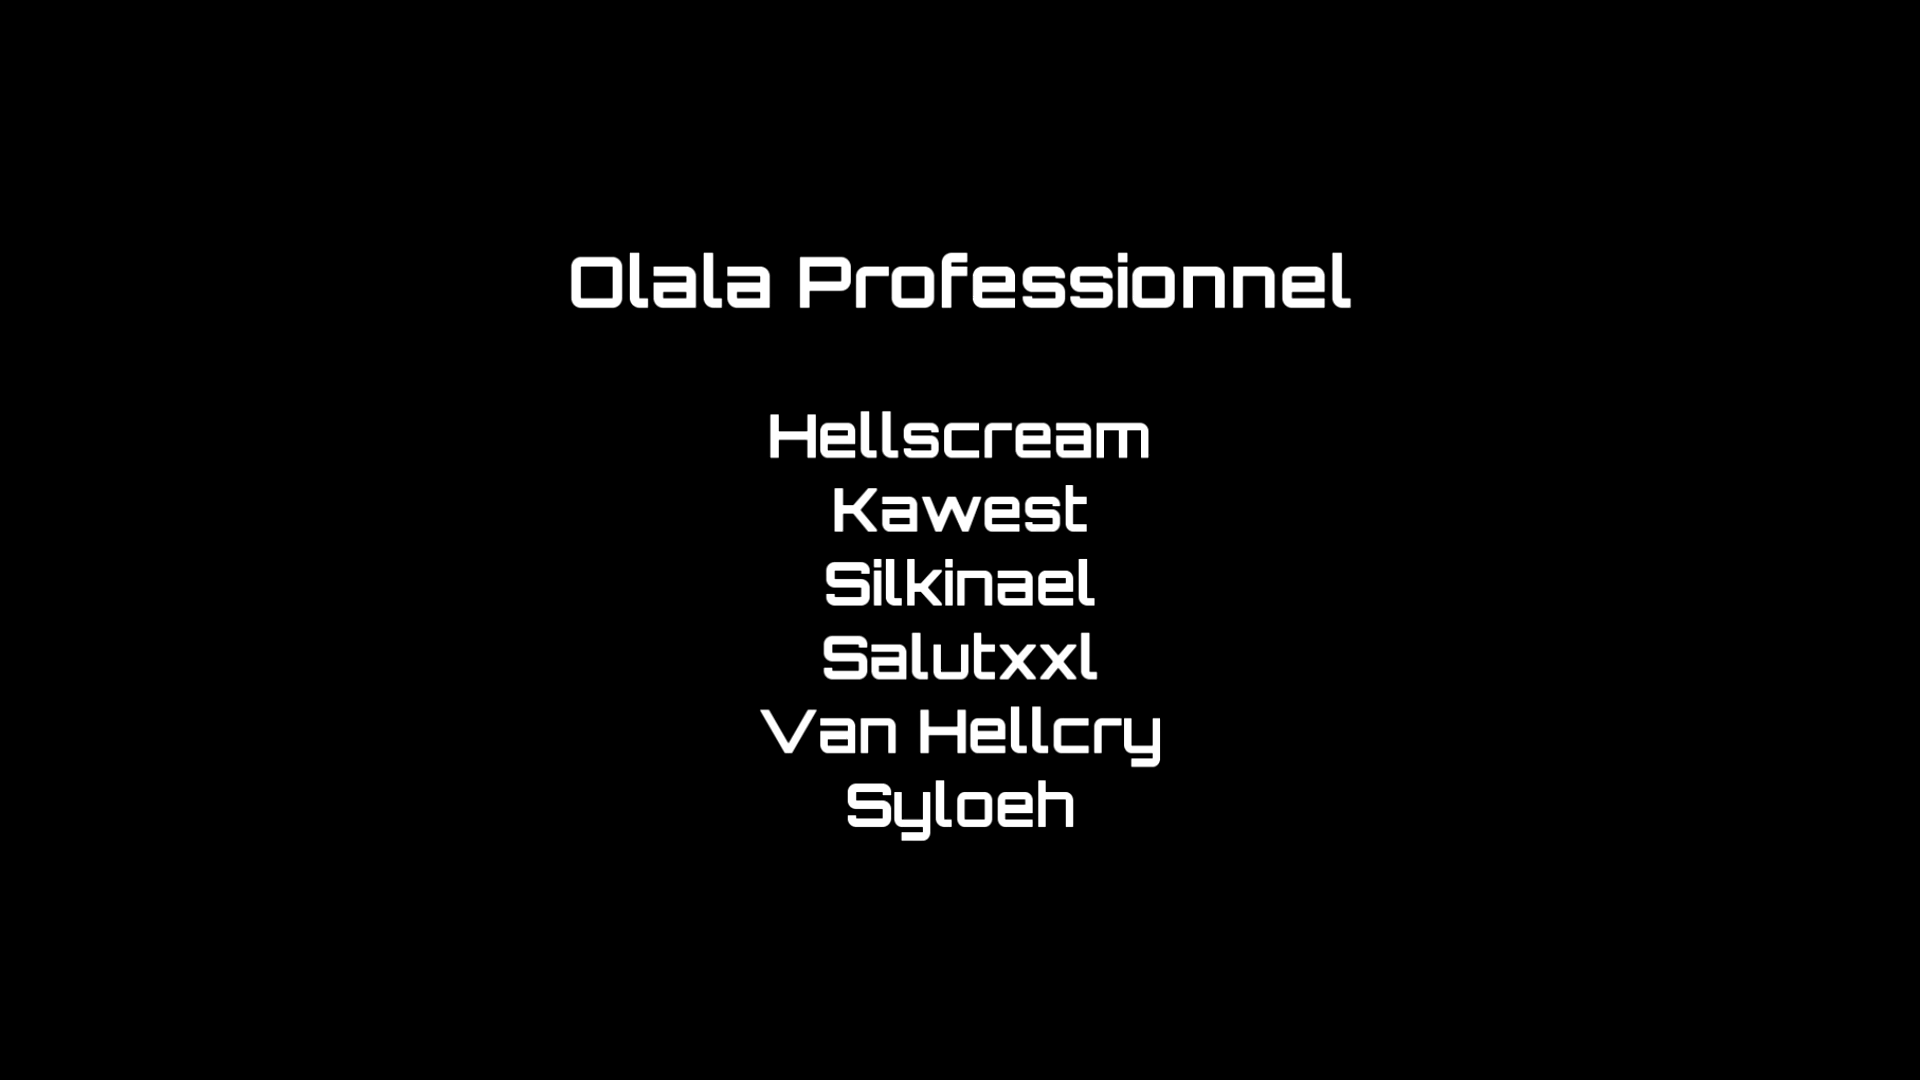 Olala Professionnel
Hellscream
Kawest
Silkinael
Salutxxl
Van Hellcry
Syloeh